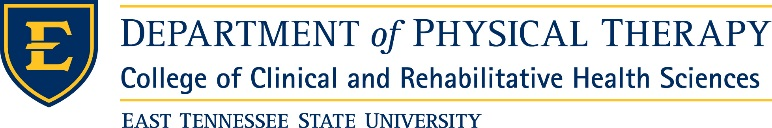 E
DEPARTMENT of PHYSICAL THERAPY
College of Clinical and Rehabilitative Health Sciences
EAST TENNESSEE STATE UNIVERSITY